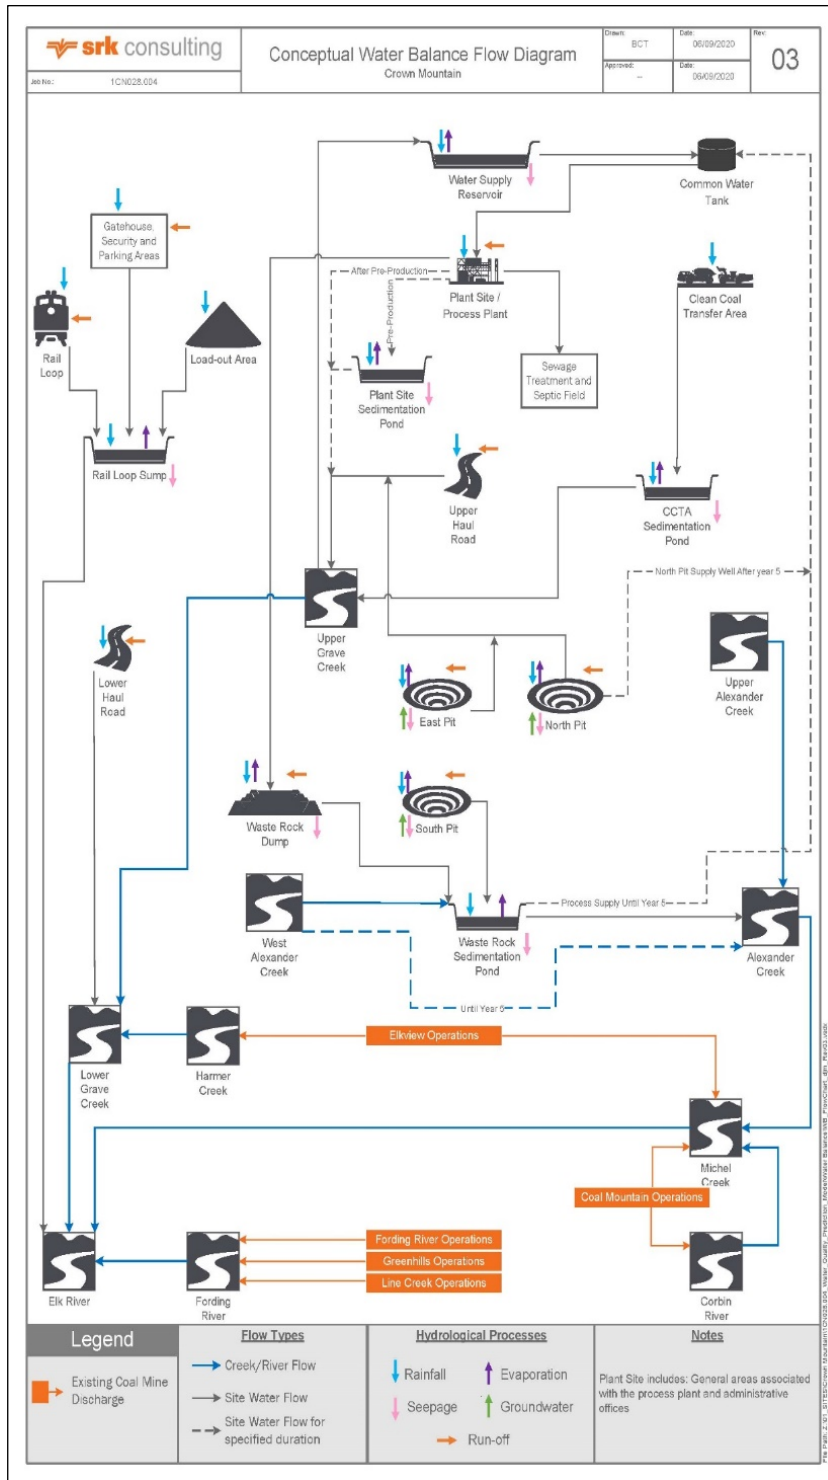 srk consulting
Job No.: 1CN028.004
Conceptual Water Balance Flow Diagram
Crown Mountain
Drawn: BCT
Date: 06/09/2020
Approved: --
Date: 06/09/2020
Rev: 03
Water Supply
Reservoir
Common Water
Tank
Gatehouse,
Security and
Parking Areas
After Pre-Production
Pre-Production
Plant Site /
Process Plant
Clean Coal
Transfer Area
Rail
Loop
Load-out Area
Plant Site
Sedimentation
Pond
Sewage
Treatment and
Septic Field
Rail Loop Sump
Upper
Haul
Road
CCTA
Sedimentation
Pond
North Pit Supply Well After year 5
Upper
Grave
Creek
Lower
Haul
Road
Upper
Alexander
Creek
East Pit
North Pit
Waste Rock
Dump
South Pit
Process Supply Until Year 5
West
Alexander
Creek
Waste Rock
Sedimentation
Pond
Alexander
Creek
Until Year 5
Elkview Operations
Lower
Grave
Creek
Harmer
Creek
Michel
Creek
Coal Mountain Operations
Fording River Operations
Greenhills Operations
Line Creek Operations
Elk River
Fording
River
Corbin
River
Legend
Existing Coal Mine
Discharge
Flow Types
Creek/River Flow
Site Water Flow
Site Water Flow for
specified duration
Hydrological Processes
Rainfall
Evaporation
Seepage
Groundwater
Run-off
Notes
Plant Site includes: General areas associated
with the process plant and administrative
offices